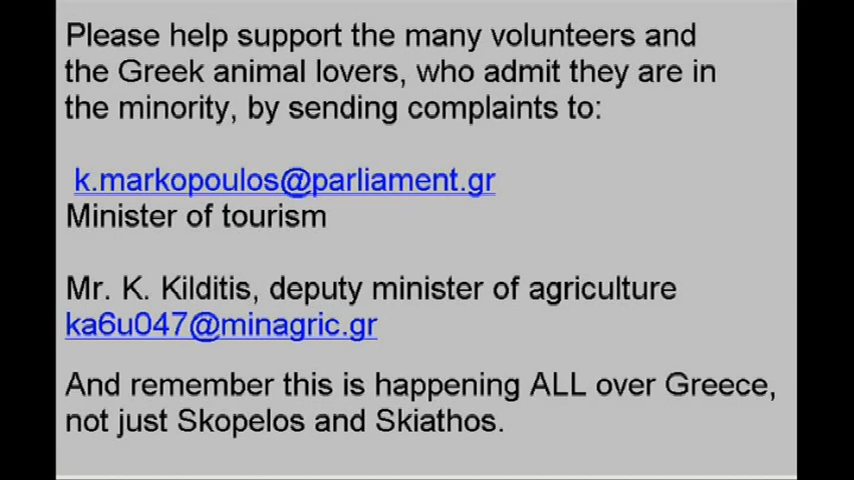 Please help support the many volunteers and
the Greek animal lovers, who admit they are in
the minority, by sending complaints to:
k.markopoulos@parliament.gr
Minister of tourism
Mr. K. Kilditis, deputy minister of agriculture
ka6u047@minagric.gr
And remember this is happening ALL over Greece,
not just Skopelos and Skiathos.